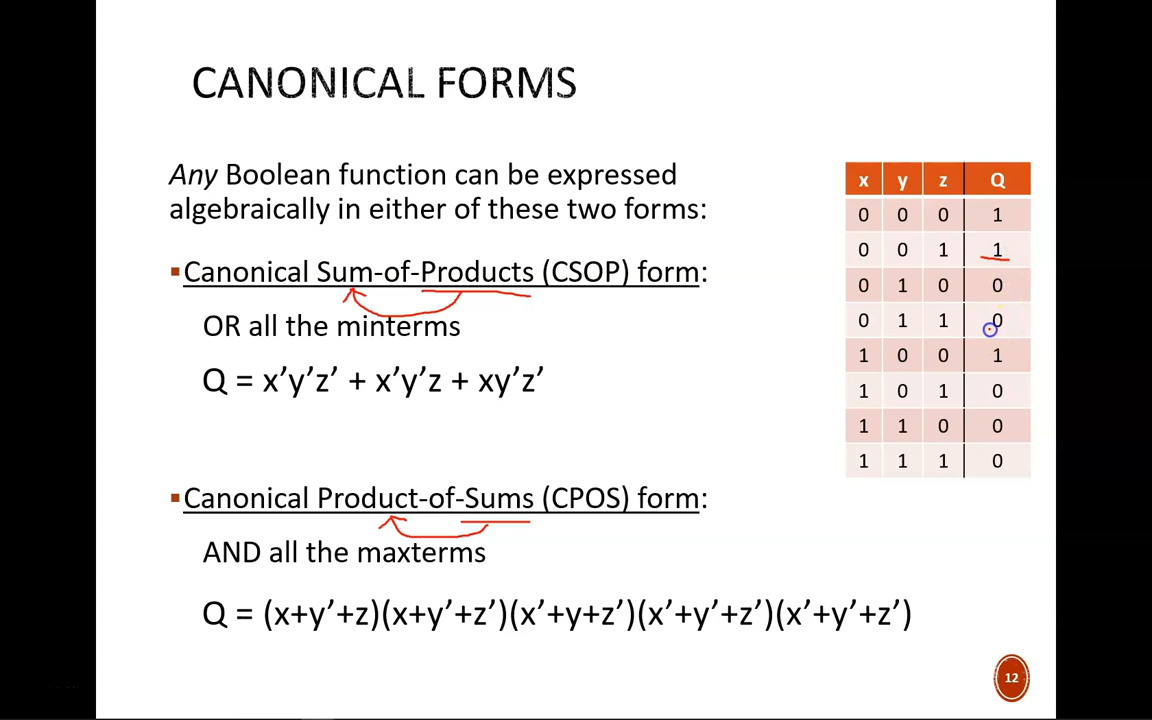 CANONICAL FORMS
Any Boolean function can be expressed
algebraically in either of these two forms:
▪Canonical Sum-of-Products (CSOP) form:
OR all the minterms
Q = x’y’z’ + x’y’z + xy’z’
▪Canonical Product-of-Sums (CPOS) form:
AND all the maxterms
Q = (x+y’+z)(x+y’+z’)(x’+y+z’)(x’+y’+z’)(x’+y’+z’)
x y z Q
0 0 0 1
0 0 1 1
0 1 0 0
0 1 1 0
1 0 0 1
1 0 1 0
1 1 0 0
1 1 1 0
12